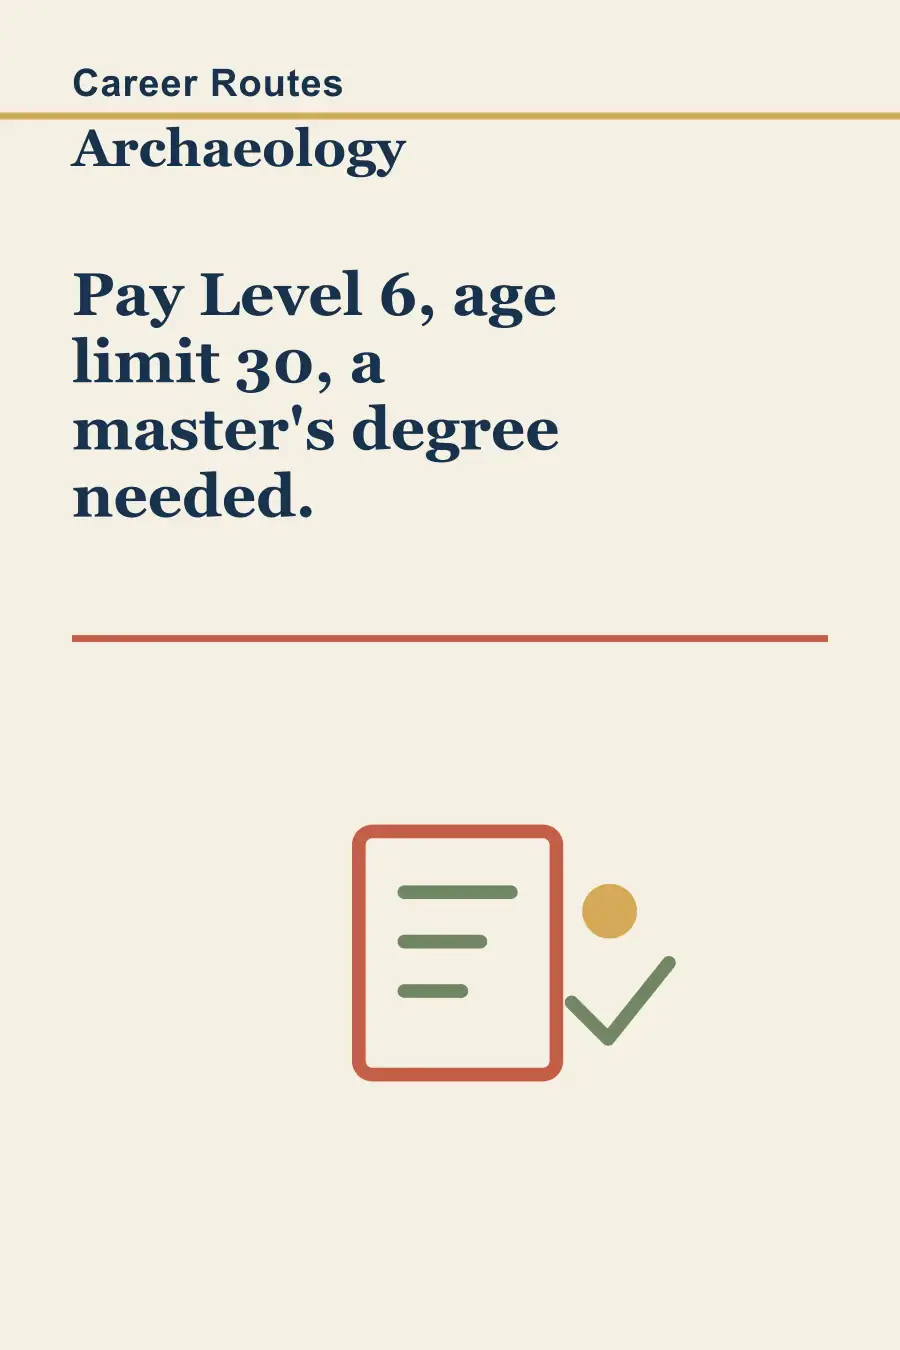 Career Routes
Archaeology
Pay Level 6, age
limit 30, a
master's degree
needed.